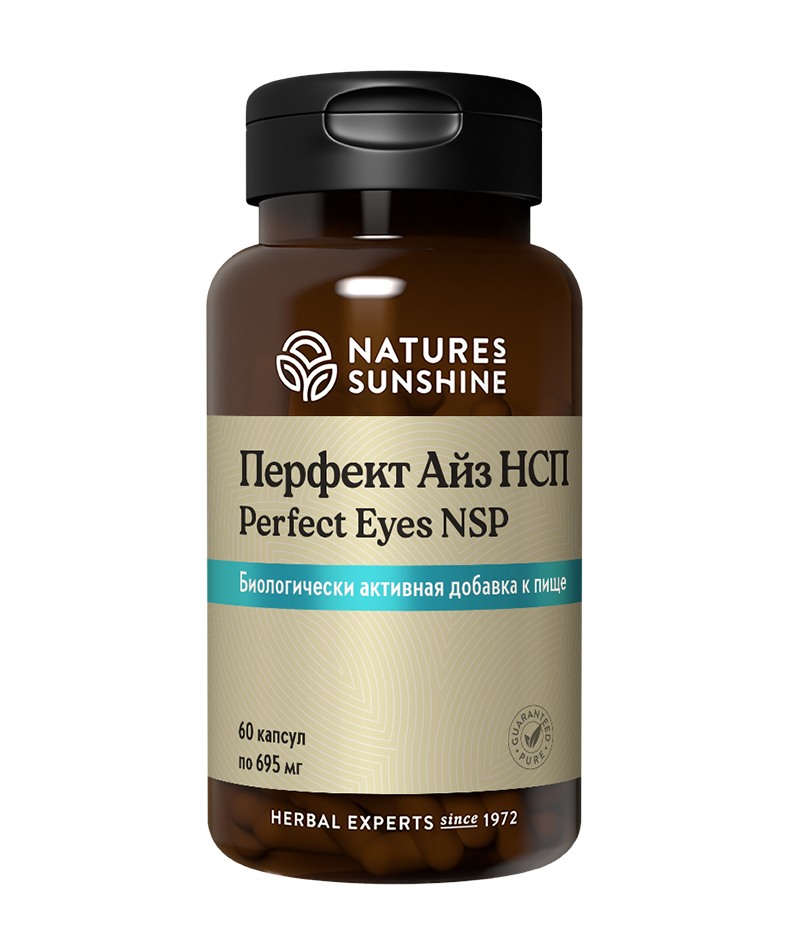 NATURES
SUNSHINE
Перфект Айз НСП
Perfect Eyes NSP
Биологически активная добавка к пище
60 капсул
по 695 мг
GUARANTEED
PURE
HERBAL EXPERTS since 1972